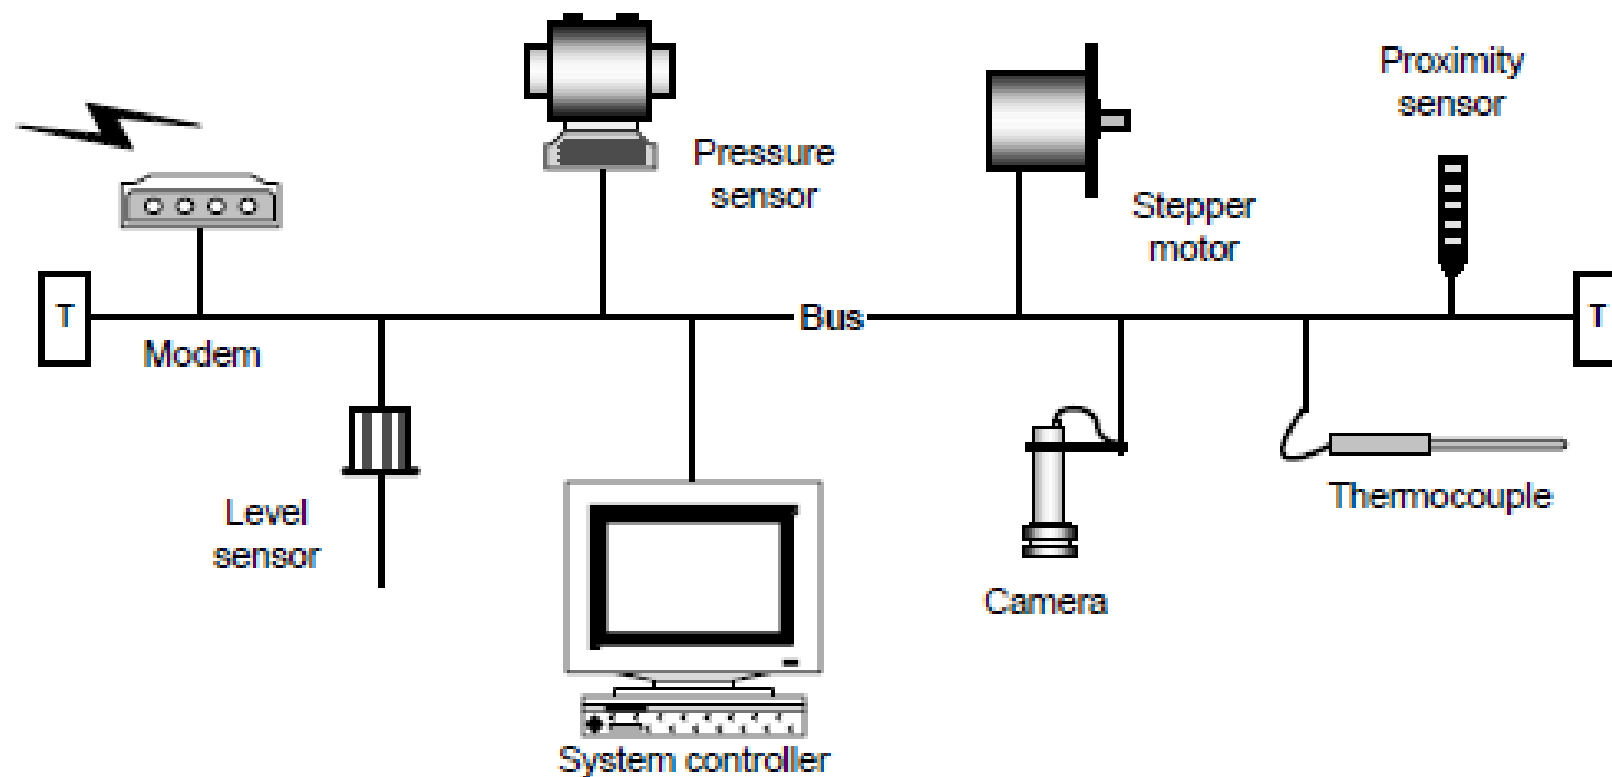 Proximity
sensor
Pressure
sensor
Stepper
motor
T
Bus
T
Modem
Level
sensor
Thermocouple
Camera
System controller